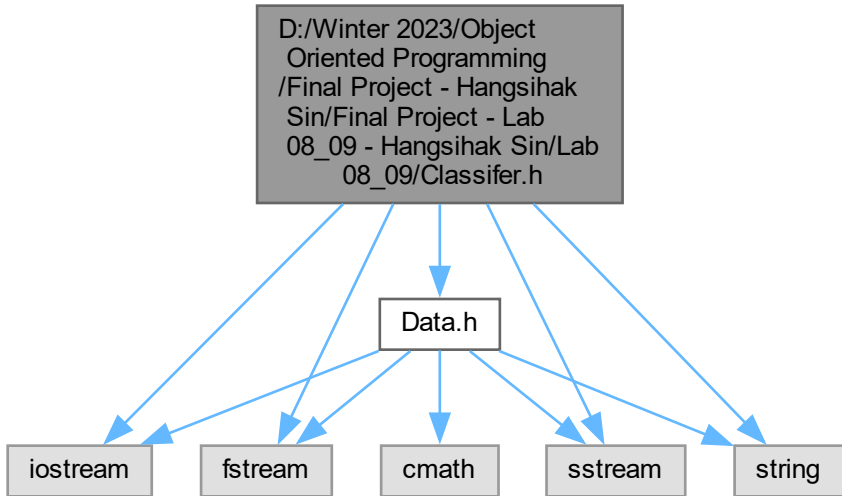 D:/Winter 2023/Object
Oriented Programming
/Final Project - Hangsihak
Sin/Final Project - Lab
08_09 - Hangsihak Sin/Lab
08_09/Classifer.h
Data.h
iostream
fstream
cmath
sstream
string